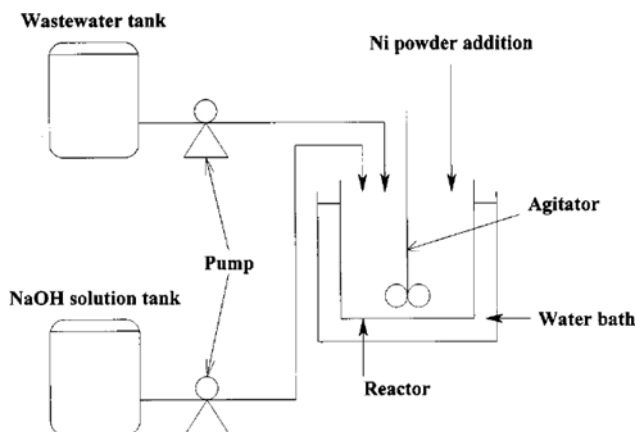 Wastewater tank
Ni powder addition
Agitator
Pump
NaOH solution tank
Water bath
Reactor